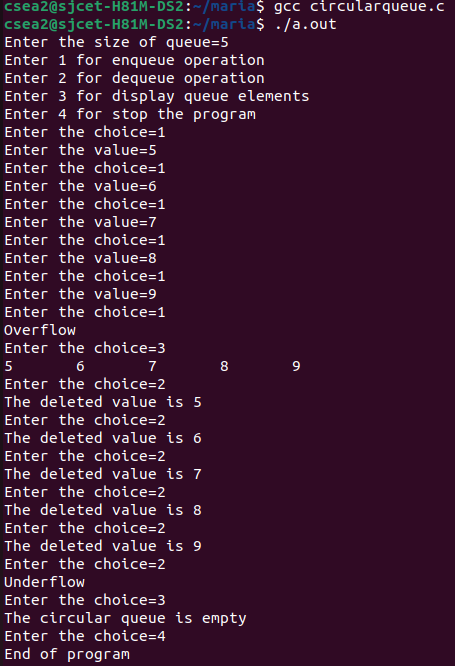 csea2@sjcet-H81M-DS2:~/maria$ gcc circularqueue.c
csea2@sjcet-H81M-DS2:~/maria$ ./a.out
Enter the size of queue=5
Enter 1 for enqueue operation
Enter 2 for dequeue operation
Enter 3 for display queue elements
Enter 4 for stop the program
Enter the choice=1
Enter the value=5
Enter the choice=1
Enter the value=6
Enter the choice=1
Enter the value=7
Enter the choice=1
Enter the value=8
Enter the choice=1
Enter the value=9
Enter the choice=1
Overflow
Enter the choice=3
5       6       7       8       9
Enter the choice=2
The deleted value is 5
Enter the choice=2
The deleted value is 6
Enter the choice=2
The deleted value is 7
Enter the choice=2
The deleted value is 8
Enter the choice=2
The deleted value is 9
Enter the choice=2
Underflow
Enter the choice=3
The circular queue is empty
Enter the choice=4
End of program